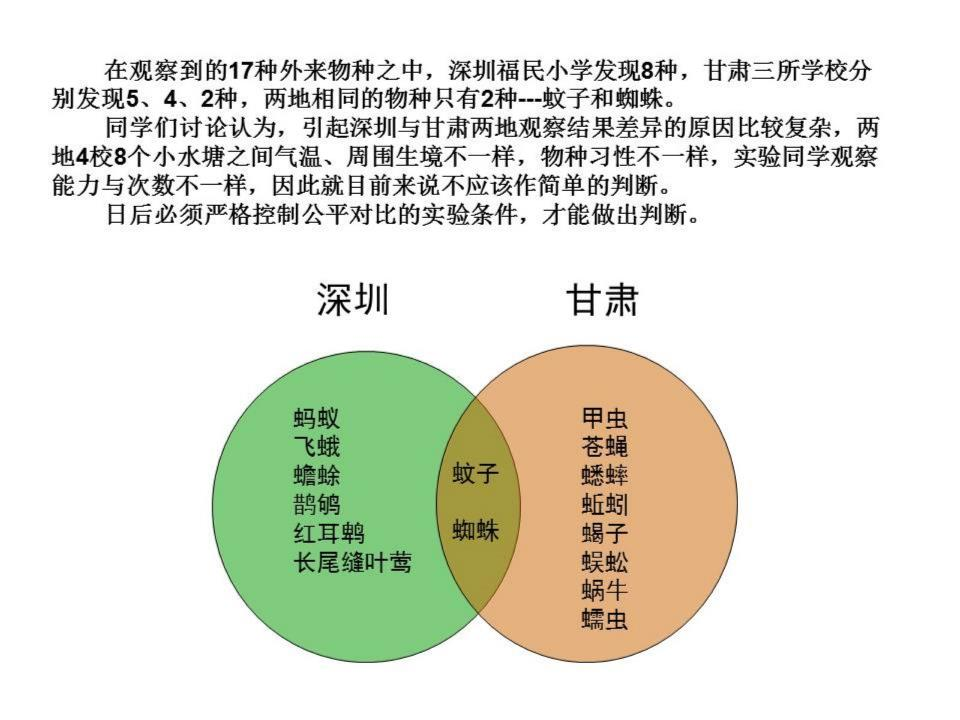 在观察到的17种外来物种之中，深圳福民小学发现8种，甘肃三所学校分
别发现5、4、2种，两地相同的物种只有2种---蚊子和蜘蛛。
同学们讨论认为，引起深圳与甘肃两地观察结果差异的原因比较复杂，两
地4校8个小水塘之间气温、周围生境不一样，物种习性不一样，实验同学观察
能力与次数不一样，因此就目前来说不应该作简单的判断。
日后必须严格控制公平对比的实验条件，才能做出判断。
深圳
甘肃
蚂蚁
飞蛾
蟾蜍
鹊鸲
红耳鹎
长尾缝叶莺
蚊子
蜘蛛
甲虫
苍蝇
蟋蟀
蚯蚓
蝎子
蜈蚣
蜗牛
蠕虫